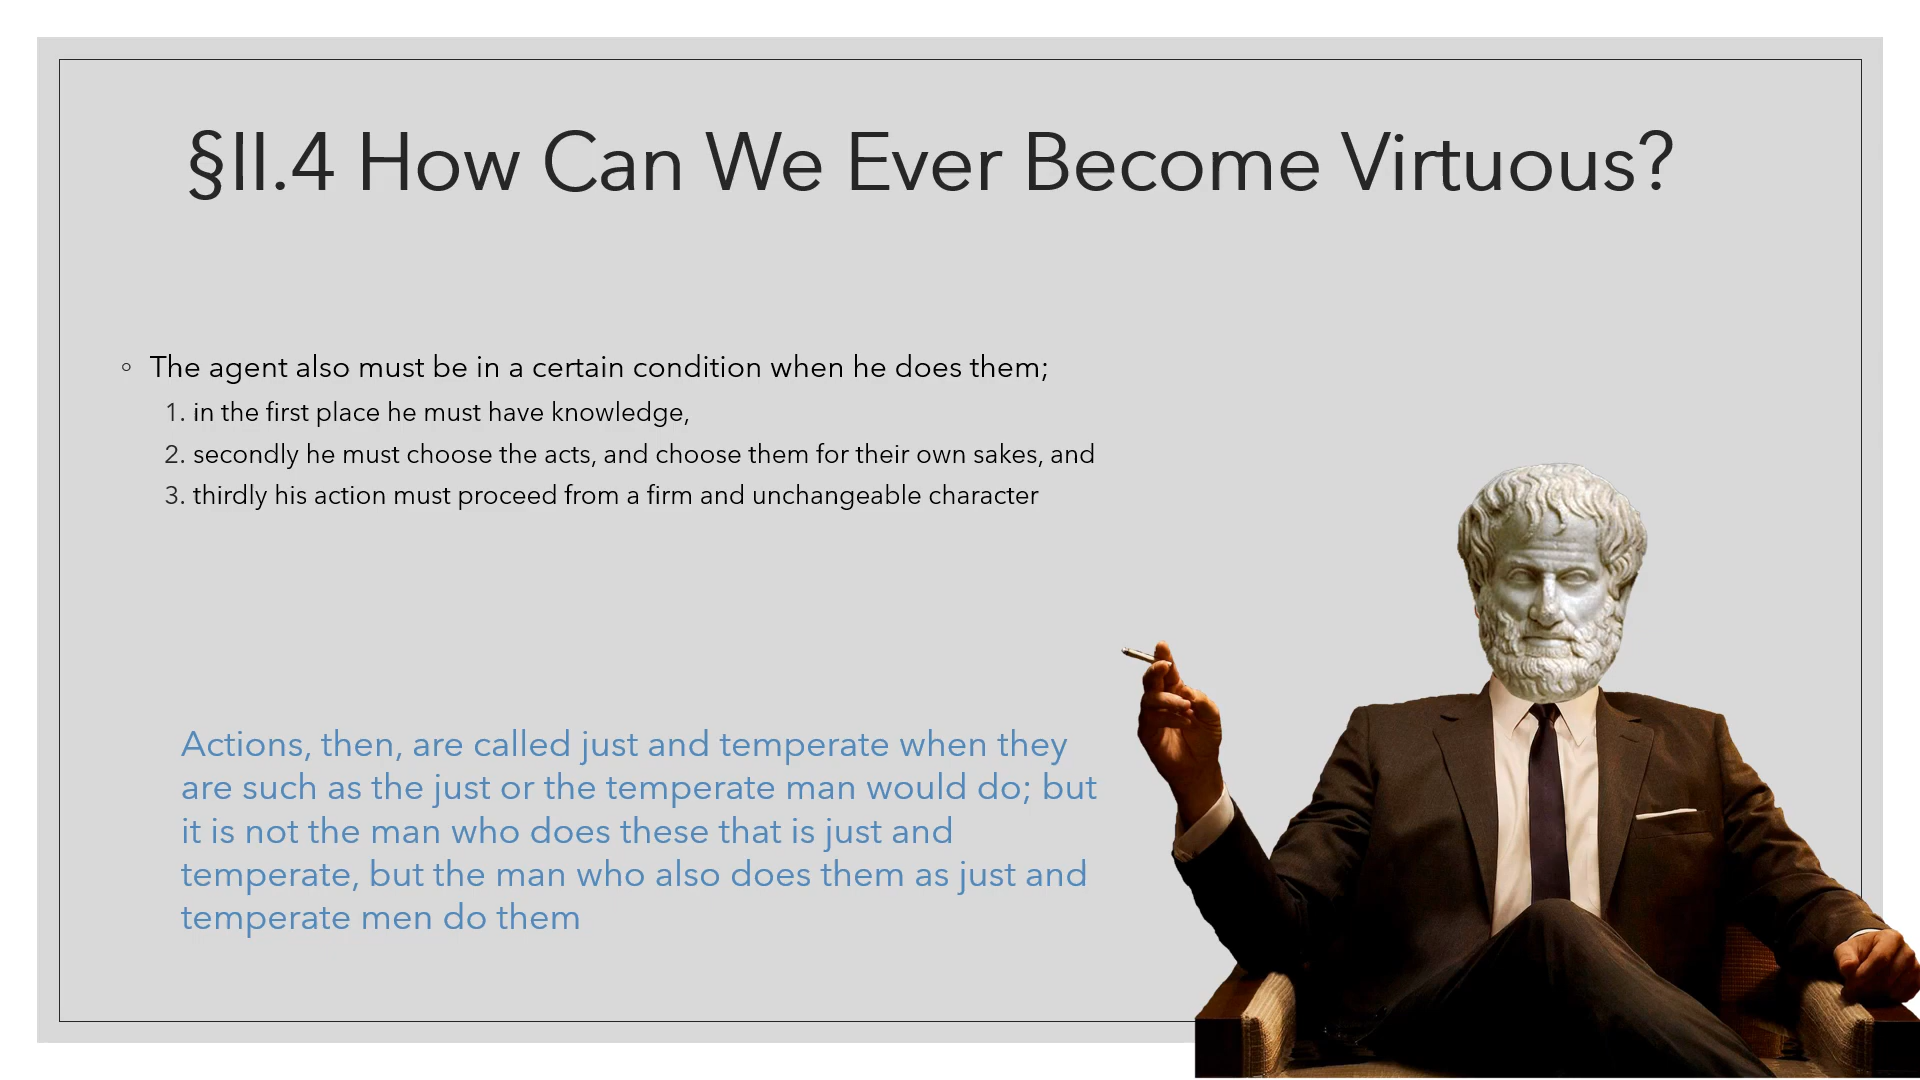 §II.4 How Can We Ever Become Virtuous?
◦ The agent also must be in a certain condition when he does them;
1. in the first place he must have knowledge,
2. secondly he must choose the acts, and choose them for their own sakes, and
3. thirdly his action must proceed from a firm and unchangeable character
Actions, then, are called just and temperate when they
are such as the just or the temperate man would do; but
it is not the man who does these that is just and
temperate, but the man who also does them as just and
temperate men do them